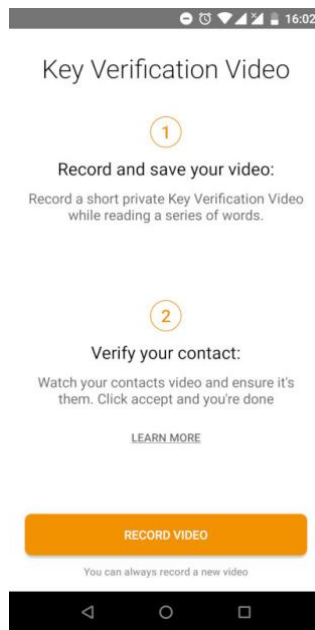 16:02
Key Verification Video
1
Record and save your video:
Record a short private Key Verification Video
while reading a series of words.
2
Verify your contact:
Watch your contacts video and ensure it's
them. Click accept and you're done
LEARN MORE
RECORD VIDEO
You can always record a new video